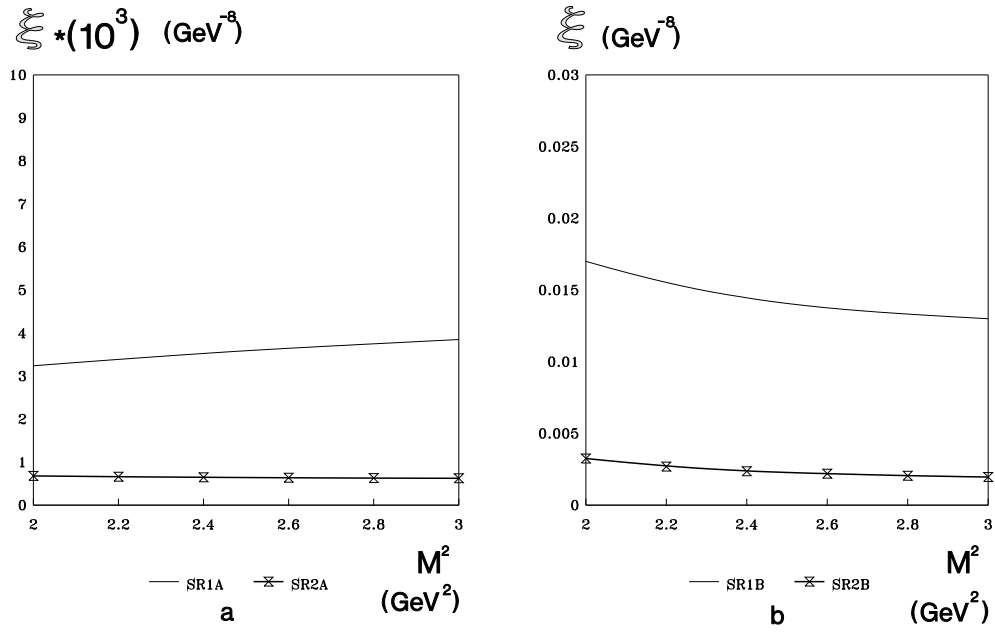 ξ *(10³) (GeV⁻⁸)
10
9
8
7
6
5
4
3
2
1
0
2 2.2 2.4 2.6 2.8 3
M²
SR1A SR2A
(GeV²)
a
ξ (GeV⁻⁸)
0.03
0.025
0.02
0.015
0.01
0.005
0
2 2.2 2.4 2.6 2.8 3
M²
SR1B SR2B
(GeV²)
b